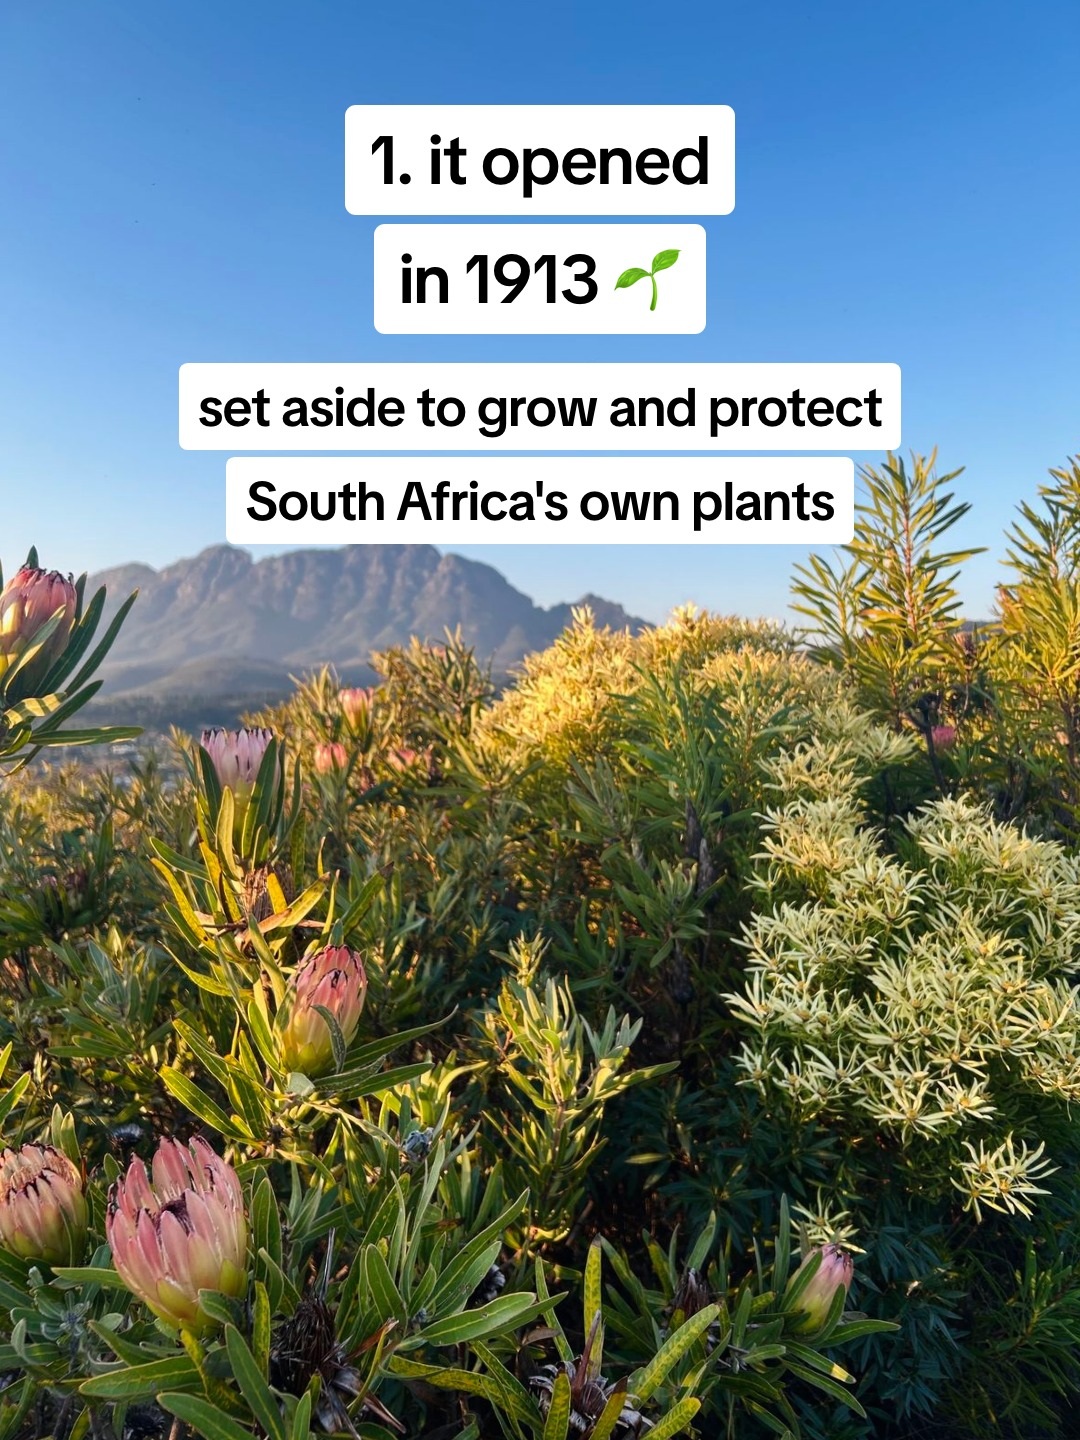 1. it opened
in 1913 🌱
set aside to grow and protect
South Africa's own plants